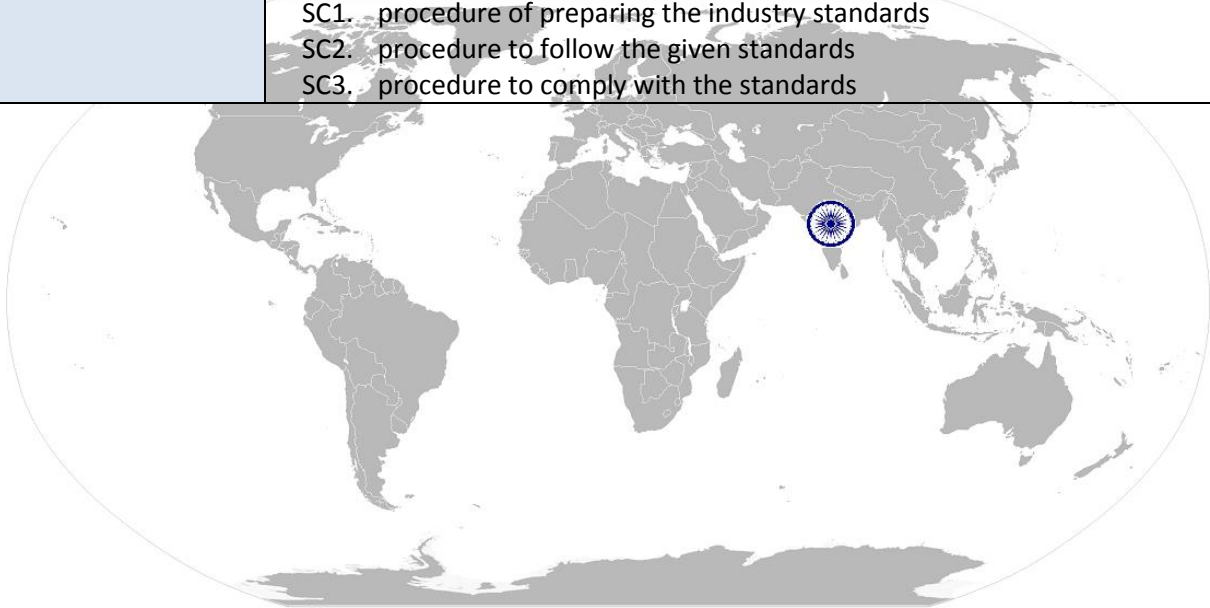 SC1. procedure of preparing the industry standards
SC2. procedure to follow the given standards
SC3. procedure to comply with the standards